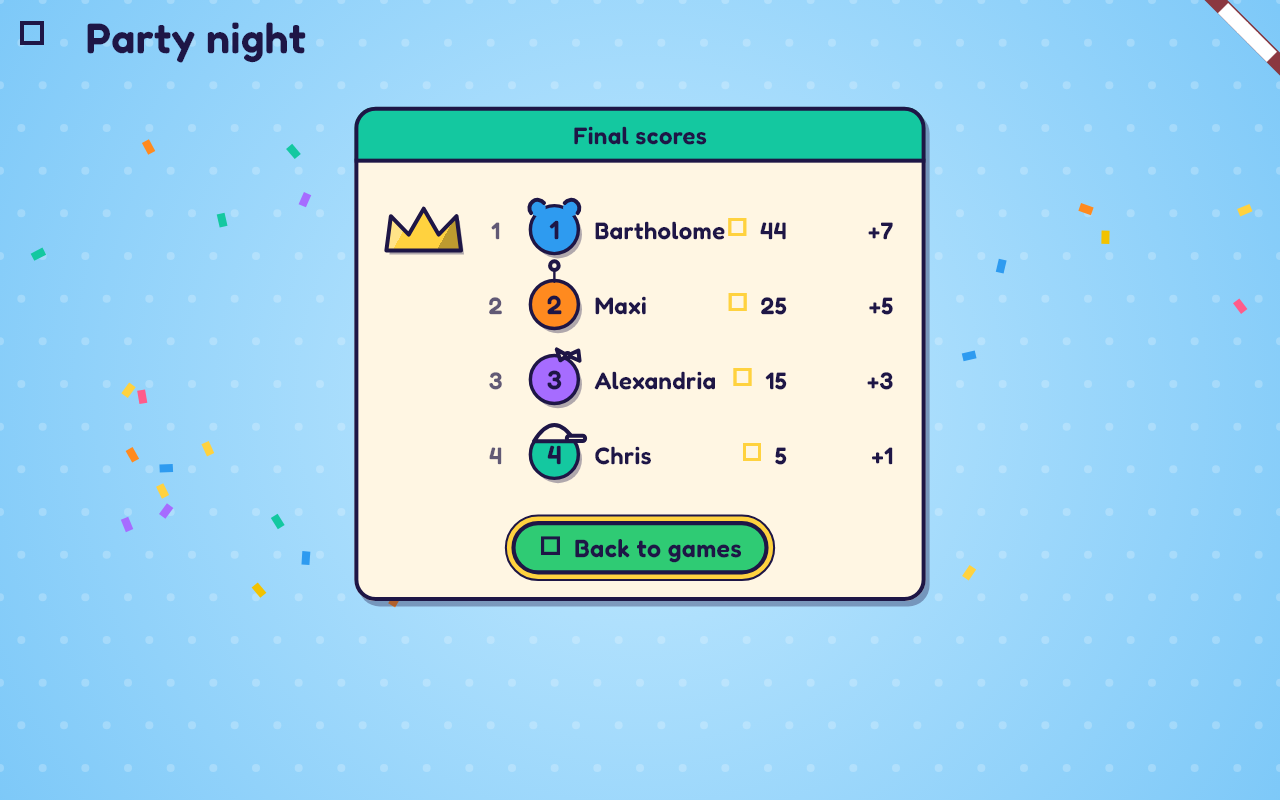 Party night
Final scores
1 1 Bartholome 44 +7
2 2 Maxi 25 +5
3 3 Alexandria 15 +3
4 4 Chris 5 +1
Back to games